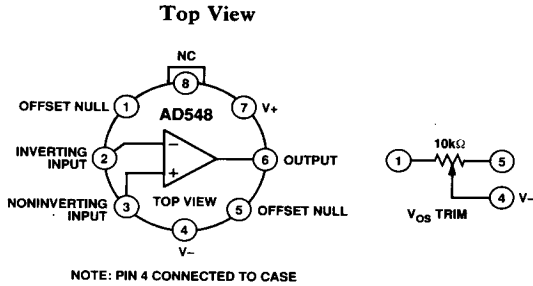 Top View
NC
8
OFFSET NULL
1
AD548
7
V+
INVERTING
INPUT
2
−
+
6
OUTPUT
NONINVERTING
INPUT
3
TOP VIEW
5
OFFSET NULL
4
V−
NOTE: PIN 4 CONNECTED TO CASE
10kΩ
1
5
4
V−
VOS TRIM